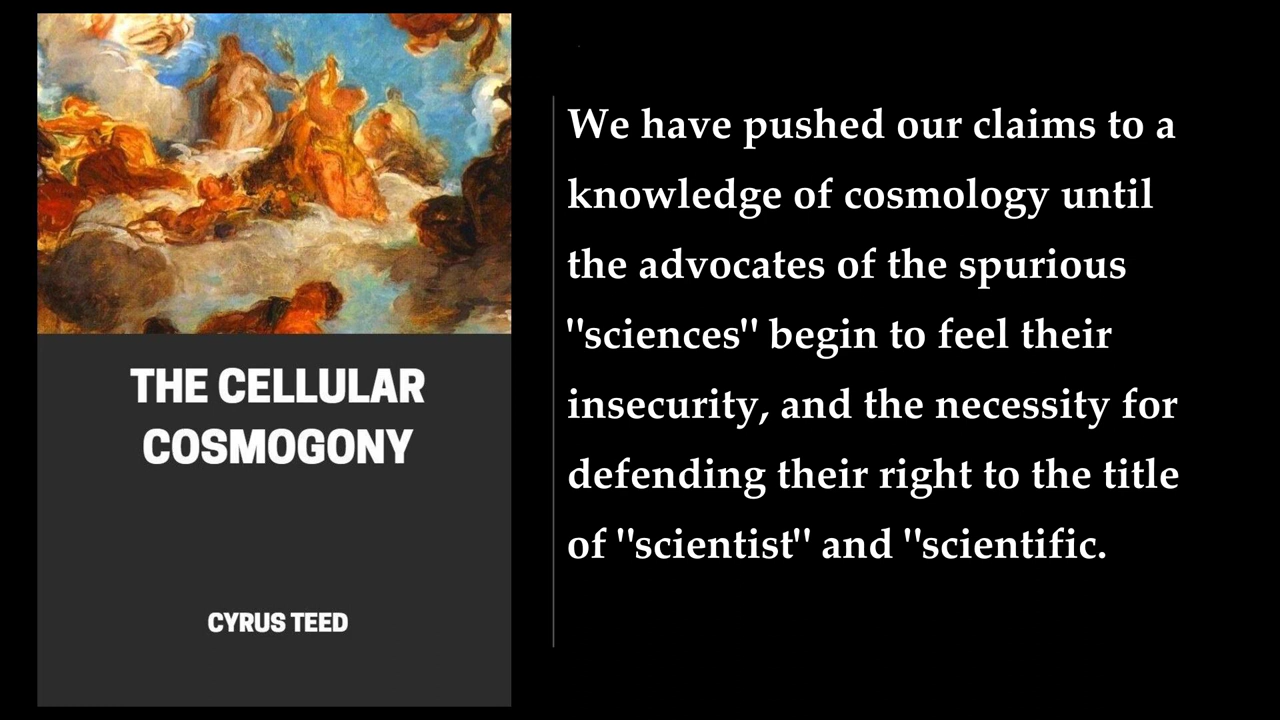 THE CELLULAR
COSMOGONY
CYRUS TEED
We have pushed our claims to a
knowledge of cosmology until
the advocates of the spurious
"sciences" begin to feel their
insecurity, and the necessity for
defending their right to the title
of "scientist" and "scientific.